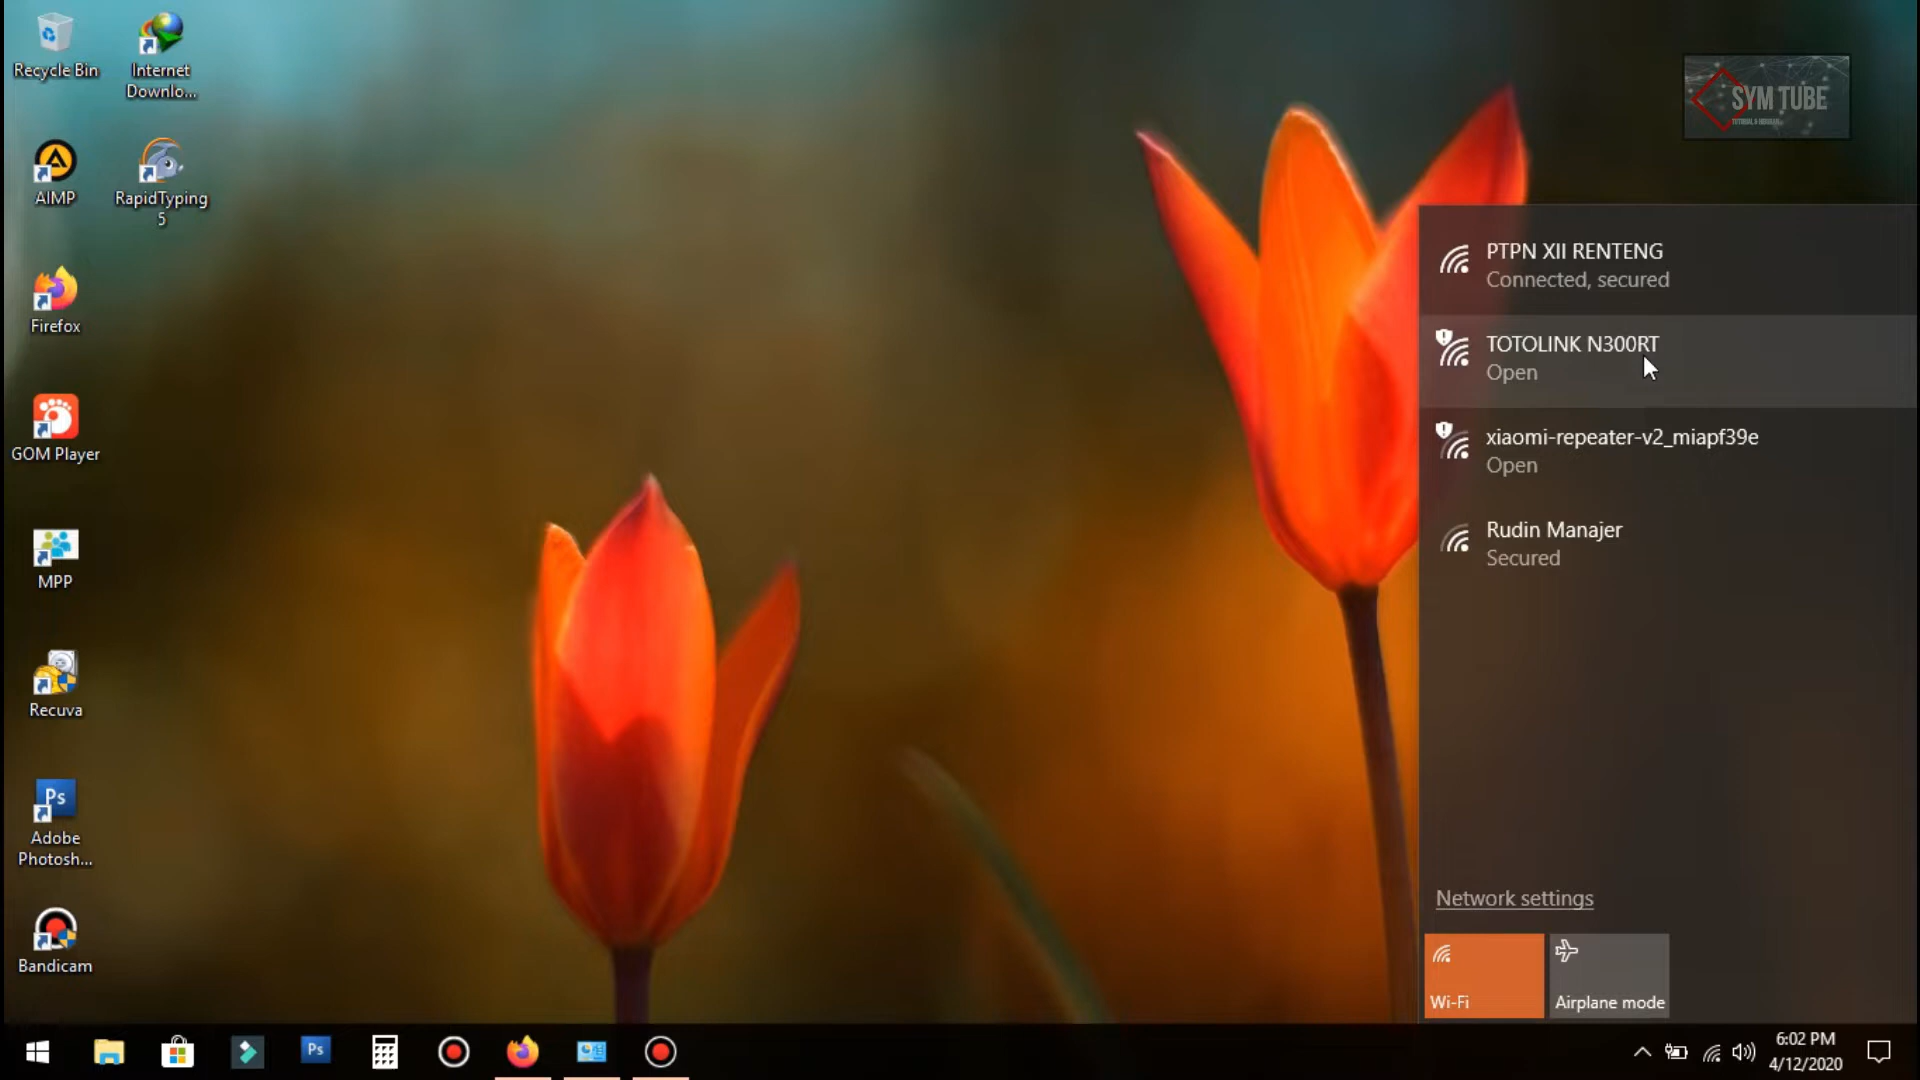 Recycle Bin
Internet
Downlo...
AIMP
RapidTyping
5
Firefox
GOM Player
MPP
Recuva
Ps
Adobe
Photosh...
Bandicam
SYM TUBE
PTPN XII RENTENG
Connected, secured
TOTOLINK N300RT
Open
xiaomi-repeater-v2_miapf39e
Open
Rudin Manajer
Secured
Network settings
Wi-Fi
Airplane mode
Ps
6:02 PM
4/12/2020